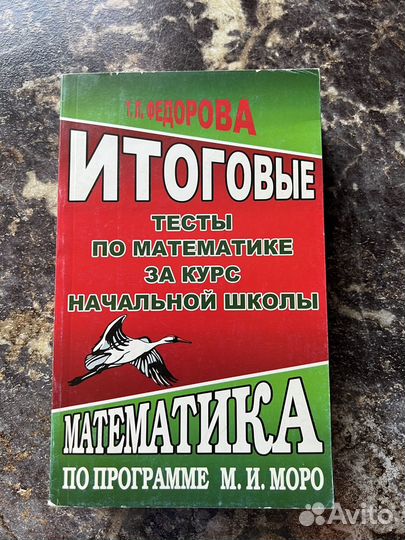 Т. Л. ФЕДОРОВА
ИТОГОВЫЕ
ТЕСТЫ
ПО МАТЕМАТИКЕ
ЗА КУРС
НАЧАЛЬНОЙ ШКОЛЫ
МАТЕМАТИКА
ПО ПРОГРАММЕ М. И. МОРО
Avito